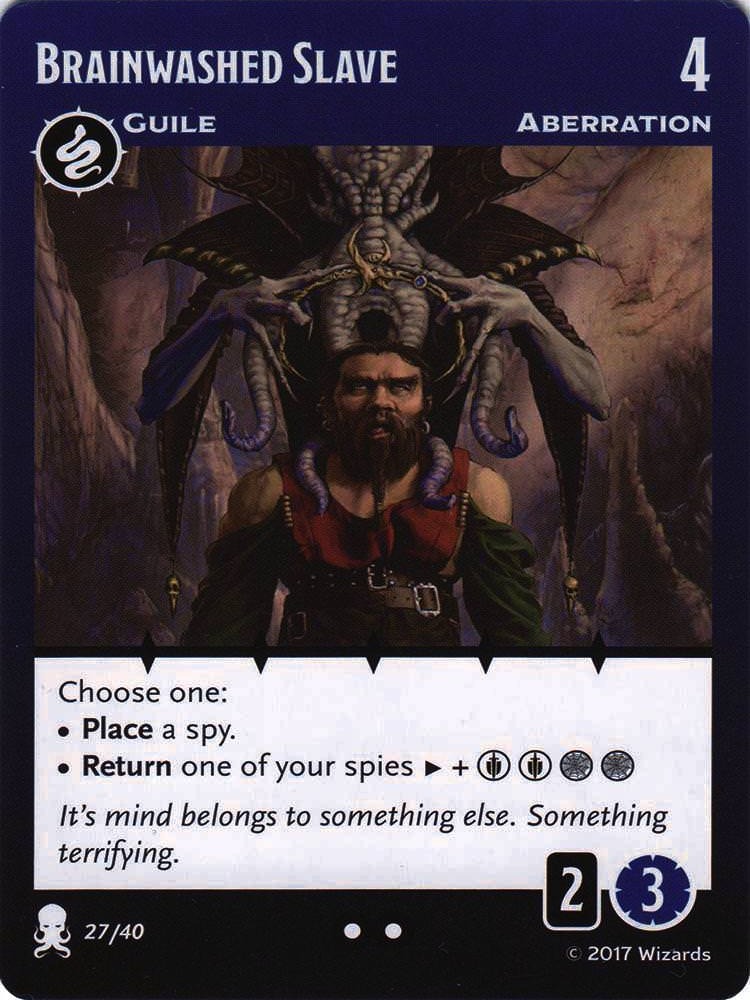 BRAINWASHED SLAVE 4
GUILE ABERRATION
Choose one:
• Place a spy.
• Return one of your spies ▶ +
It's mind belongs to something else. Something
terrifying.
2 3
27/40
© 2017 Wizards